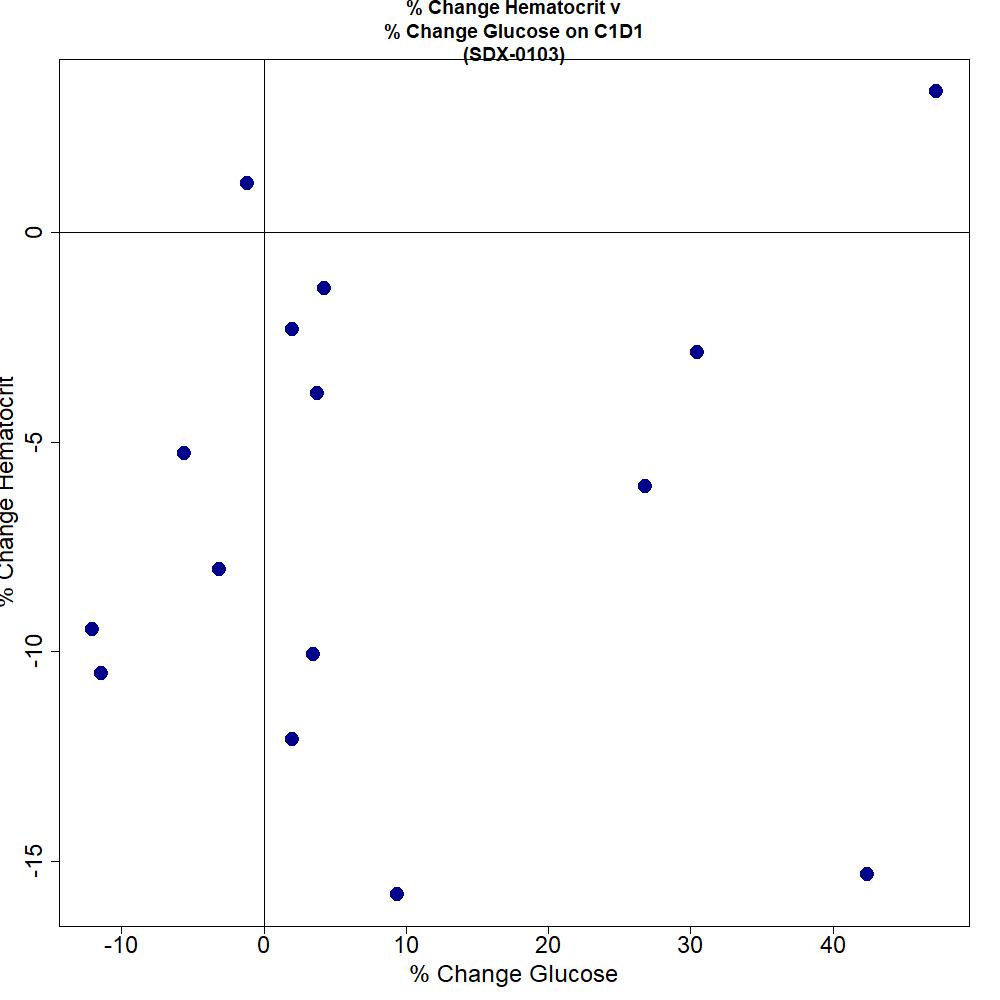 % Change Hematocrit v
% Change Glucose on C1D1
(SDX-0103)
% Change Hematocrit
0
-5
-10
-15
-10
0
10
20
30
40
% Change Glucose